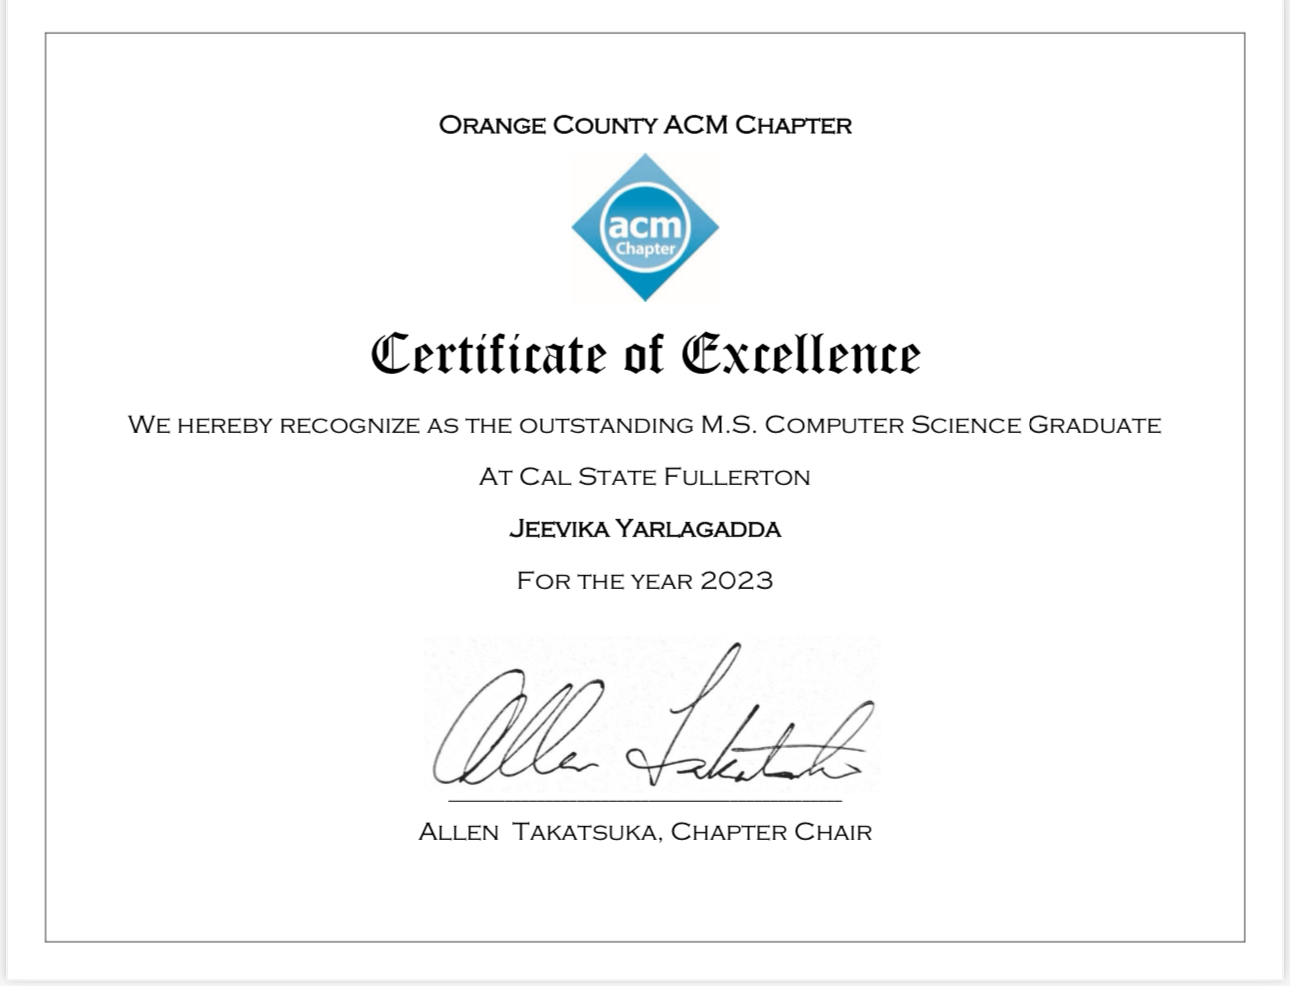 Orange County ACM Chapter
acm
Chapter
Certificate of Excellence
We hereby recognize as the outstanding M.S. Computer Science Graduate
At Cal State Fullerton
Jeevika Yarlagadda
For the year 2023
Allen Takatsuka
Allen Takatsuka, Chapter Chair